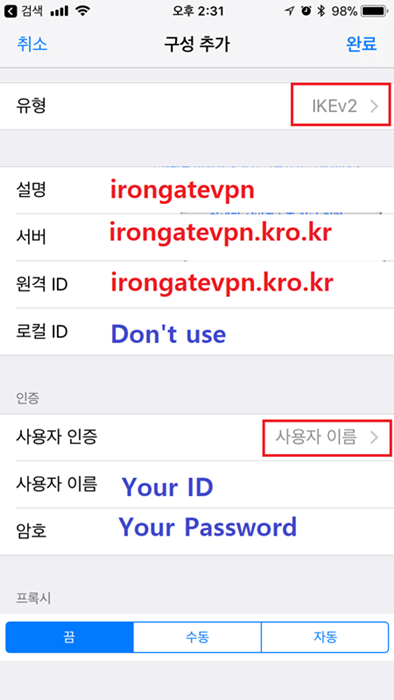 검색 오후 2:31 98%
취소 구성 추가 완료
유형 IKEv2
설명 irongatevpn
서버 irongatevpn.kro.kr
원격 ID irongatevpn.kro.kr
로컬 ID Don't use
인증
사용자 인증 사용자 이름
사용자 이름 Your ID
암호 Your Password
프록시
끔 수동 자동